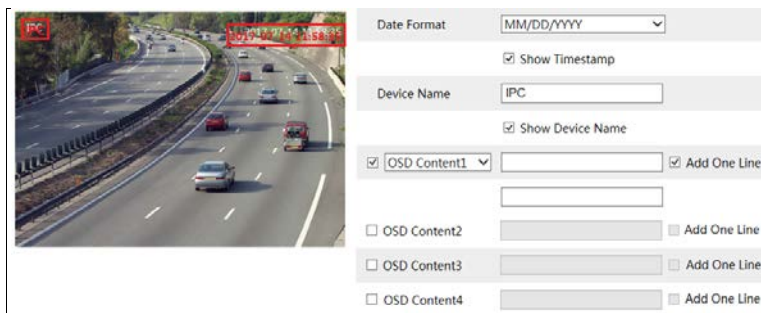 IPC
Date Format
MM/DD/YYYY
Show Timestamp
Device Name
IPC
Show Device Name
OSD Content1
Add One Line
OSD Content2
Add One Line
OSD Content3
Add One Line
OSD Content4
Add One Line